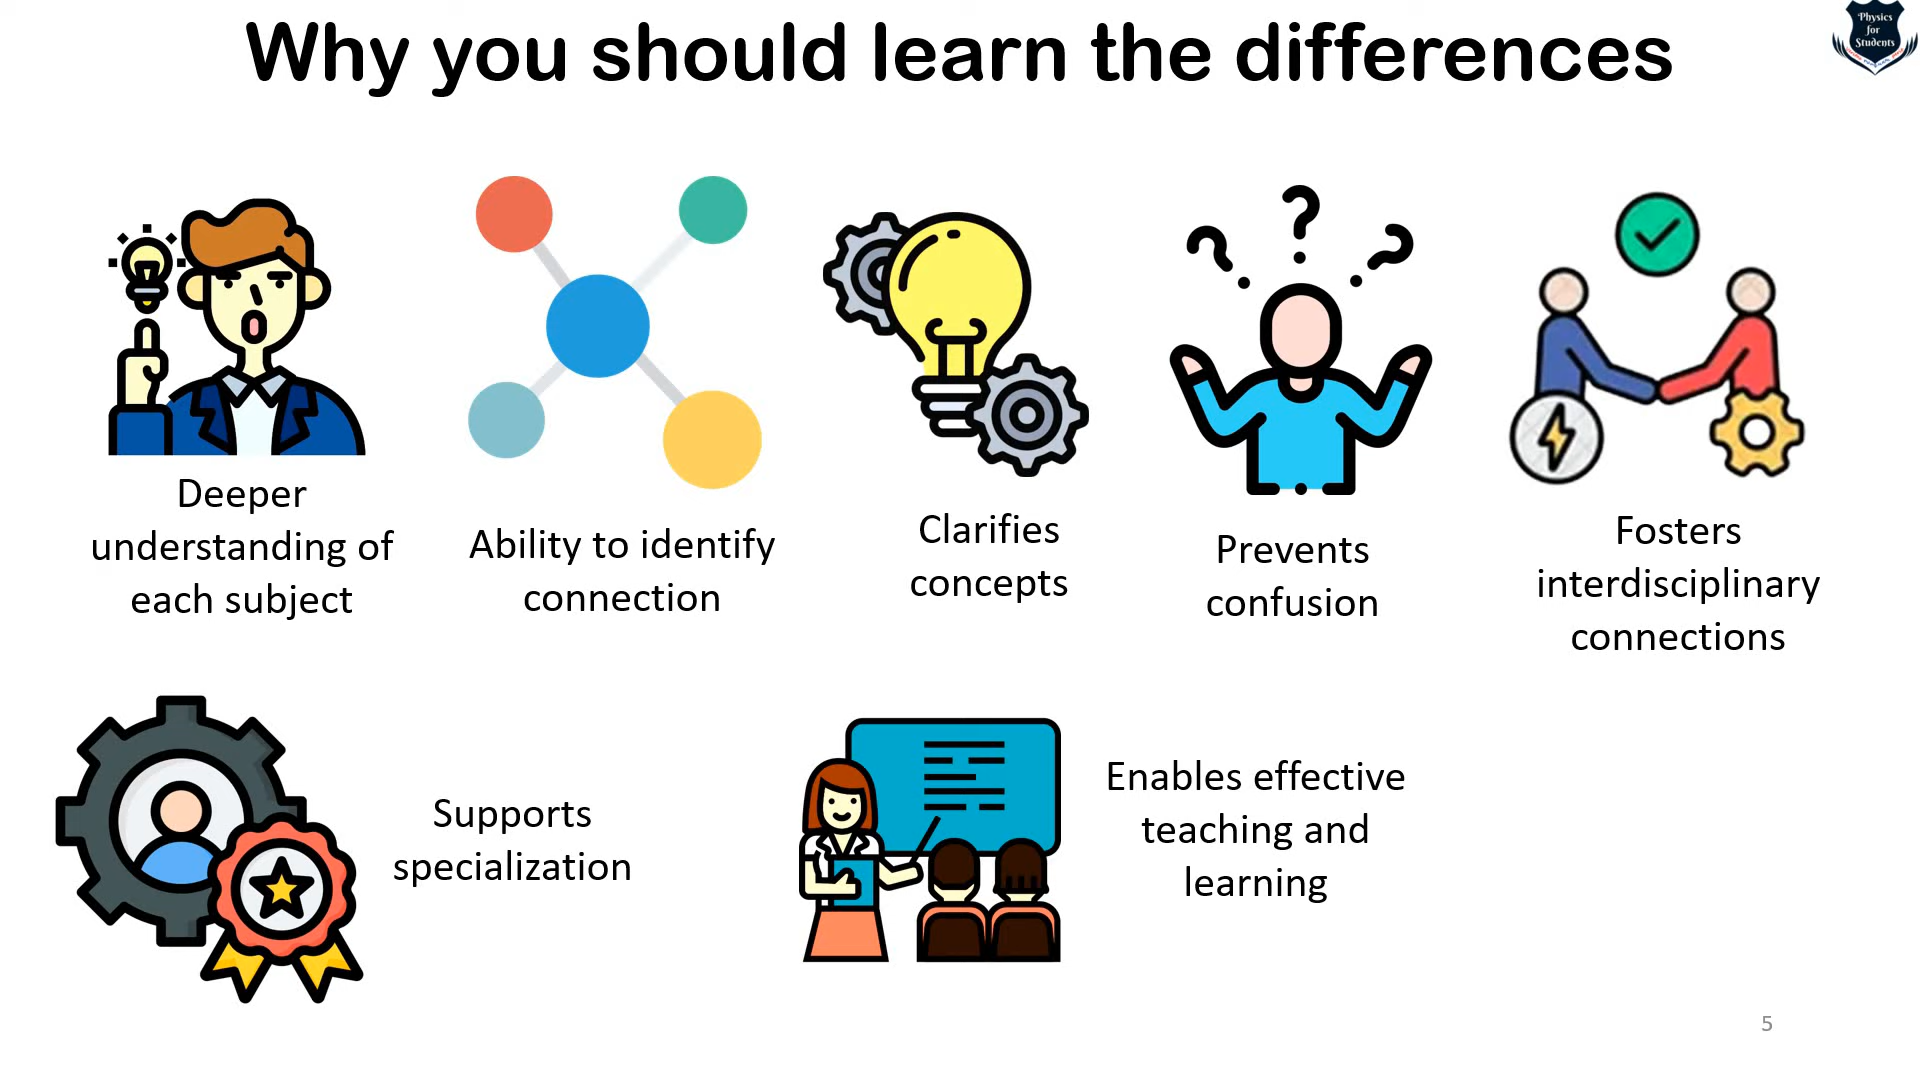 Why you should learn the differences
Physics
for
Students
Deeper
understanding of
each subject
Ability to identify
connection
Clarifies
concepts
Prevents
confusion
Fosters
interdisciplinary
connections
Supports
specialization
Enables effective
teaching and
learning
5